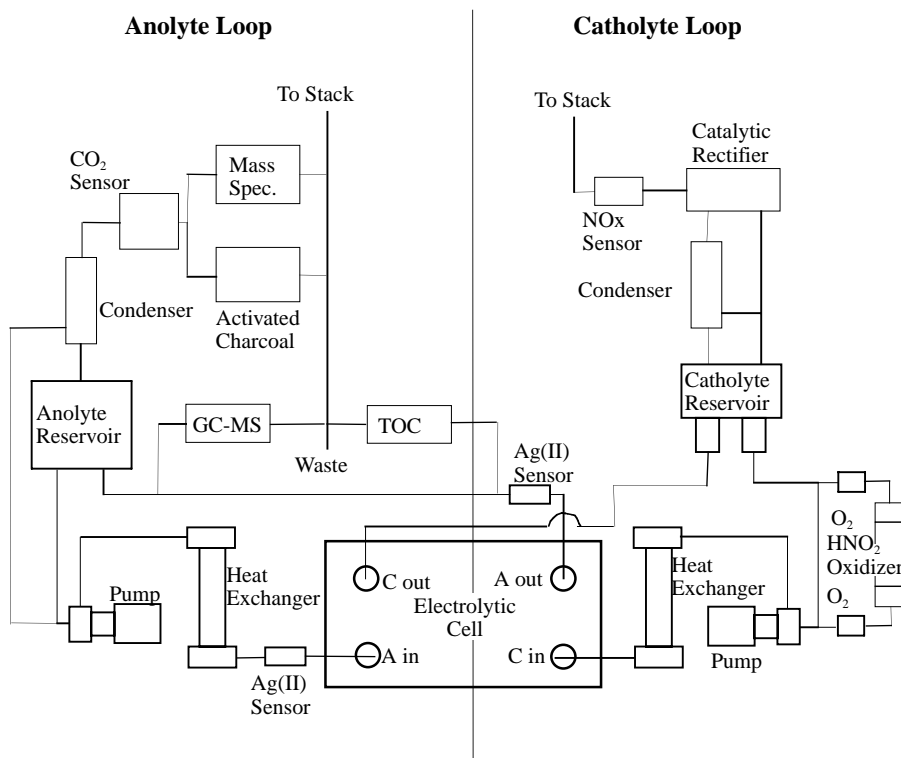 Anolyte Loop
Catholyte Loop
To Stack
To Stack
Catalytic
Rectifier
CO₂
Sensor
Mass
Spec.
NOx
Sensor
Condenser
Activated
Charcoal
Condenser
Anolyte
Reservoir
Catholyte
Reservoir
GC-MS
TOC
Waste
Ag(II)
Sensor
O₂
HNO₂
Oxidizer
O₂
Heat
Exchanger
Pump
C out
A out
Electrolytic
Cell
Heat
Exchanger
A in
C in
Pump
Ag(II)
Sensor